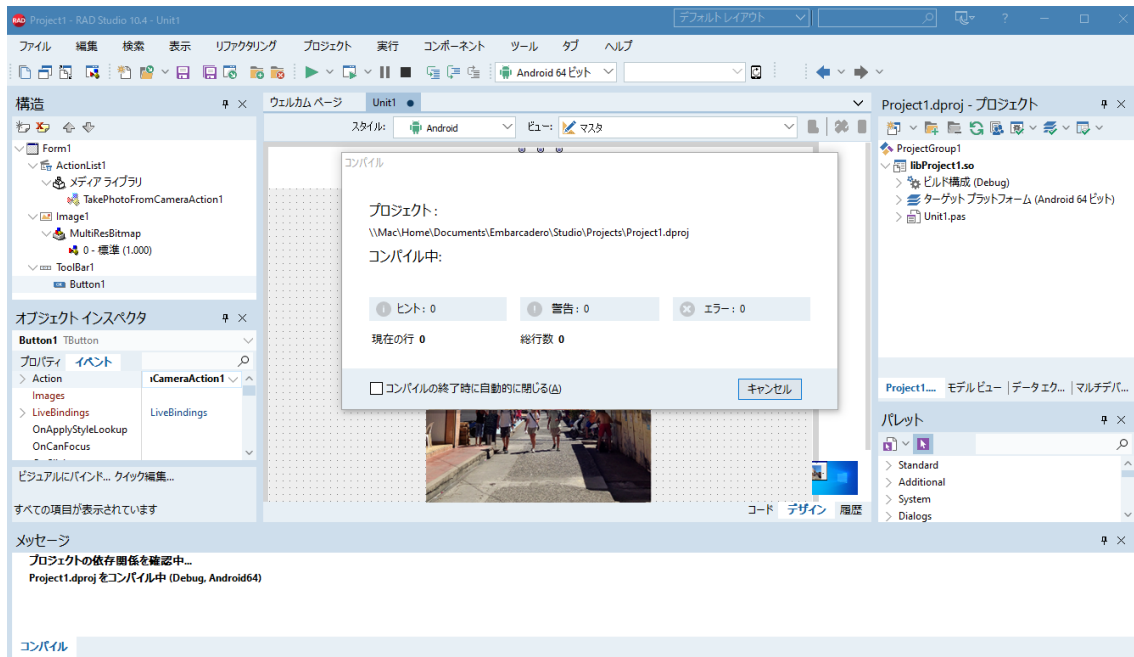 Project1 - RAD Studio 10.4 - Unit1
デフォルト レイアウト
ファイル 編集 検索 表示 リファクタリング プロジェクト 実行 コンポーネント ツール タブ ヘルプ
Android 64 ビット
構造
Form1
ActionList1
メディア ライブラリ
TakePhotoFromCameraAction1
Image1
MultiResBitmap
0 - 標準 (1.000)
ToolBar1
Button1
オブジェクト インスペクタ
Button1 TButton
プロパティ イベント
Action
CameraAction1
Images
LiveBindings LiveBindings
OnApplyStyleLookup
OnCanFocus
ビジュアルにバインド... クイック編集...
すべての項目が表示されています
ウェルカム ページ Unit1
スタイル: Android ビュー: マスタ
コンパイル
プロジェクト:
\\Mac\Home\Documents\Embarcadero\Studio\Projects\Project1.dproj
コンパイル中:
ヒント: 0 警告: 0 エラー: 0
現在の行 0 総行数 0
コンパイルの終了時に自動的に閉じる(A) キャンセル
コード デザイン 履歴
Project1.dproj - プロジェクト
ProjectGroup1
libProject1.so
ビルド構成 (Debug)
ターゲット プラットフォーム (Android 64 ビット)
Unit1.pas
Project1.... モデル ビュー データ エク... マルチデバ...
パレット
Standard
Additional
System
Dialogs
メッセージ
プロジェクトの依存関係を確認中...
Project1.dproj をコンパイル中 (Debug, Android64)
コンパイル